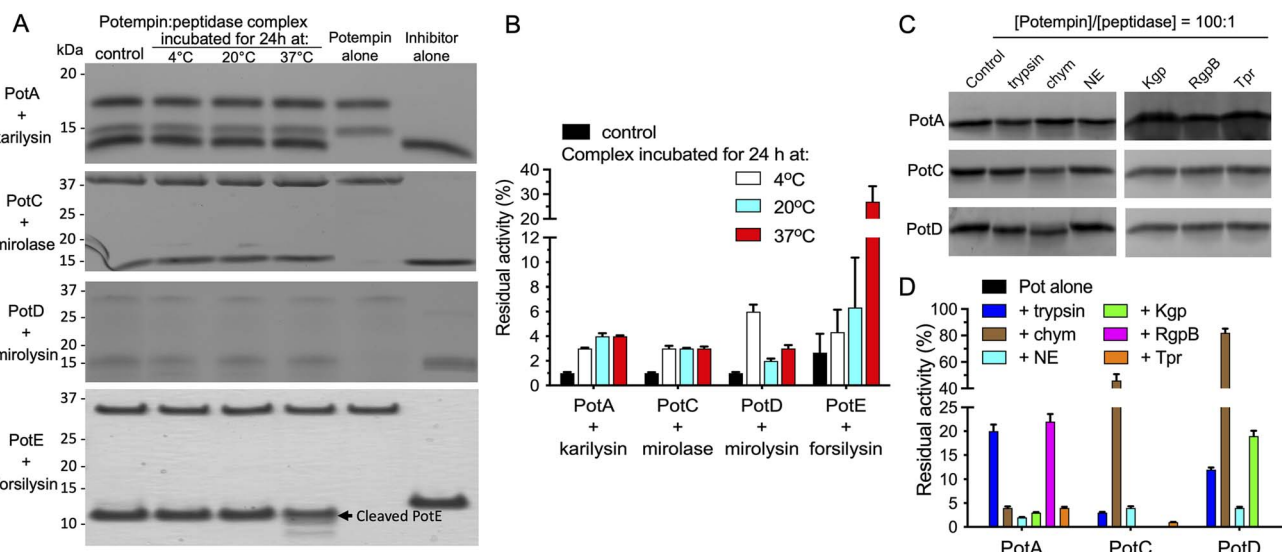 A
Potempin:peptidase complex
incubated for 24h at:
Potempin
alone
Inhibitor
alone
kDa
control
4°C
20°C
37°C
20
15
PotA
+
karilysin
37
25
20
15
PotC
+
mirolase
37
25
20
15
PotD
+
mirolysin
37
25
20
15
10
PotE
+
forsilysin
Cleaved PotE
B
control
Complex incubated for 24 h at:
4ºC
20ºC
37ºC
Residual activity (%)
40
30
20
12
10
8
6
4
2
0
PotA
+
karilysin
PotC
+
mirolase
PotD
+
mirolysin
PotE
+
forsilysin
C
[Potempin]/[peptidase] = 100:1
Control
trypsin
chym
NE
Kgp
RgpB
Tpr
PotA
PotC
PotD
D
Pot alone
+ trypsin
+ chym
+ NE
+ Kgp
+ RgpB
+ Tpr
Residual activity (%)
100
80
60
40
25
20
15
10
5
0
PotA
PotC
PotD